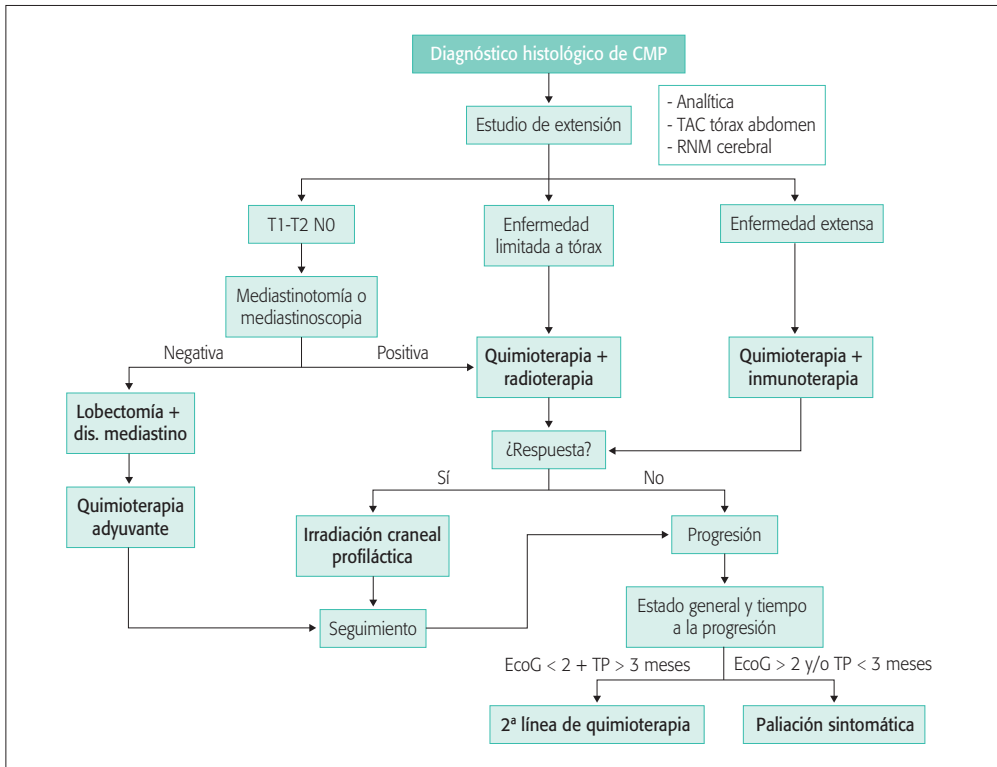 Diagnóstico histológico de CMP
Estudio de extensión
- Analítica
- TAC tórax abdomen
- RNM cerebral
T1-T2 N0
Enfermedad
limitada a tórax
Enfermedad extensa
Mediastinotomía o
mediastinoscopia
Negativa
Positiva
Quimioterapia +
radioterapia
Quimioterapia +
inmunoterapia
Lobectomía +
dis. mediastino
¿Respuesta?
Sí
No
Quimioterapia
adyuvante
Irradiación craneal
profiláctica
Progresión
Seguimiento
Estado general y tiempo
a la progresión
EcoG < 2 + TP > 3 meses
EcoG > 2 y/o TP < 3 meses
2ª línea de quimioterapia
Paliación sintomática